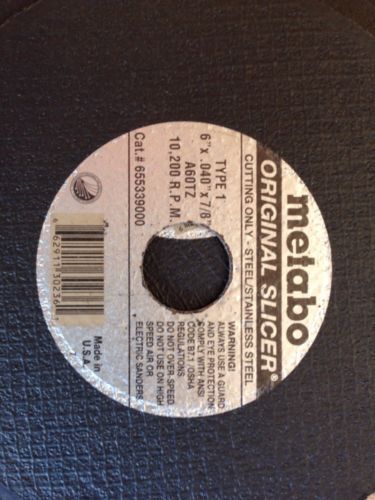 metabo
ORIGINAL SLICER®
CUTTING ONLY - STEEL/STAINLESS STEEL
TYPE 1
6" x .040" x 7/8"
A60TZ
10,200 R.P.M.
Cat.# 655339000
WARNING!
ALWAYS USE A GUARD
AND EYE PROTECTION
COMPLY WITH ANSI
CODE B7.1 /OSHA
REGULATIONS
DO NOT OVER-SPEED.
DO NOT USE ON HIGH
SPEED AIR OR
ELECTRIC SANDERS.
Made in
U.S.A.